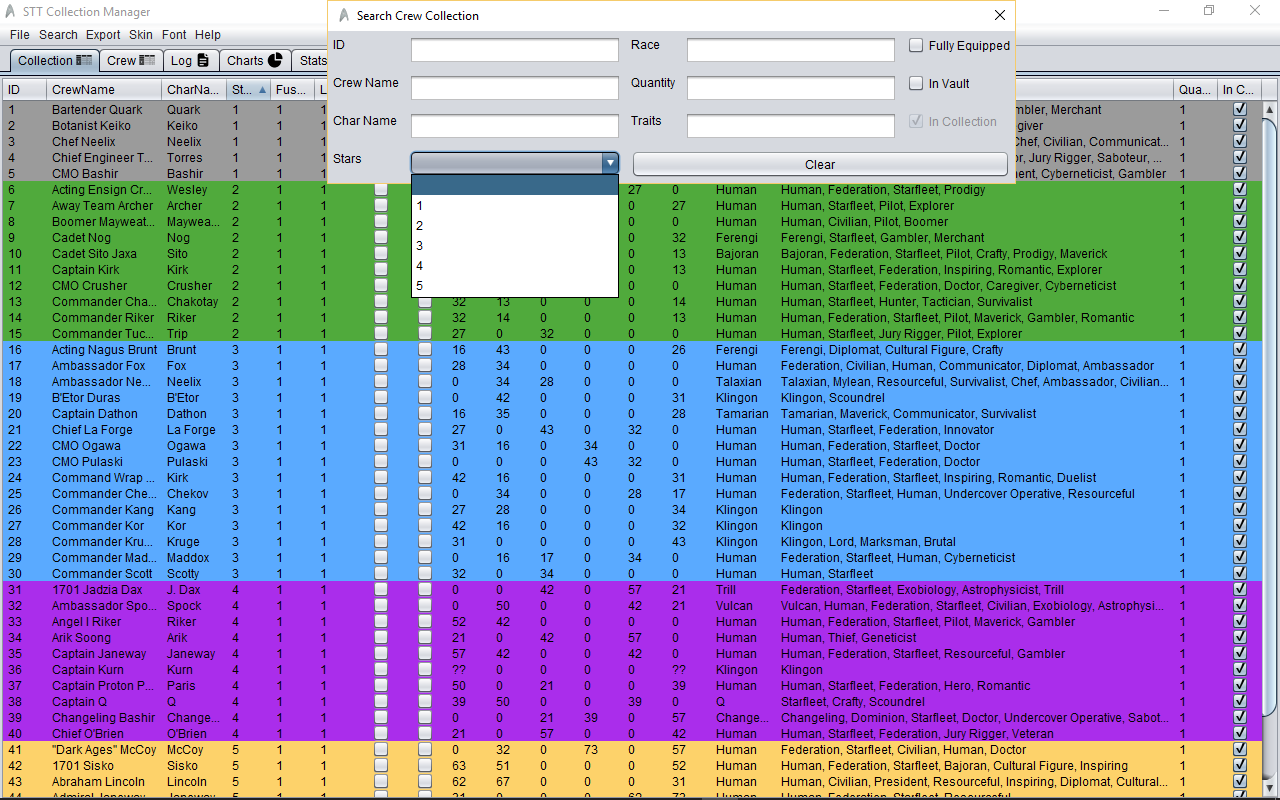 STT Collection Manager
Search Crew Collection
File Search Export Skin Font Help
Collection Crew Log Charts Stats
ID Race Fully Equipped
Crew Name Quantity In Vault
Char Name Traits In Collection
Stars Clear
1
2
3
4
5
ID CrewName CharNa... St... Fus... L Qua... In C...
1 Bartender Quark Quark 1 1 1 mbler, Merchant 1
2 Botanist Keiko Keiko 1 1 1 giver 1
3 Chef Neelix Neelix 1 1 1 Chef, Civilian, Communicat... 1
4 Chief Engineer T... Torres 1 1 1 or, Jury Rigger, Saboteur, ... 1
5 CMO Bashir Bashir 1 1 1 ent, Cyberneticist, Gambler 1
6 Acting Ensign Cr... Wesley 2 1 1 27 0 Human Human, Federation, Starfleet, Prodigy 1
7 Away Team Archer Archer 2 1 1 0 27 Human Human, Starfleet, Pilot, Explorer 1
8 Boomer Mayweat... Maywea... 2 1 1 0 0 Human Human, Civilian, Pilot, Boomer 1
9 Cadet Nog Nog 2 1 1 0 32 Ferengi Ferengi, Starfleet, Gambler, Merchant 1
10 Cadet Sito Jaxa Sito 2 1 1 0 13 Bajoran Bajoran, Federation, Starfleet, Pilot, Crafty, Prodigy, Maverick 1
11 Captain Kirk Kirk 2 1 1 0 13 Human Human, Starfleet, Federation, Inspiring, Romantic, Explorer 1
12 CMO Crusher Crusher 2 1 1 0 0 Human Human, Starfleet, Federation, Doctor, Caregiver, Cyberneticist 1
13 Commander Cha... Chakotay 2 1 1 32 13 0 0 0 14 Human Human, Starfleet, Hunter, Tactician, Survivalist 1
14 Commander Riker Riker 2 1 1 32 14 0 0 0 13 Human Human, Federation, Starfleet, Pilot, Maverick, Gambler, Romantic 1
15 Commander Tuc... Trip 2 1 1 27 0 32 0 0 0 Human Human, Starfleet, Jury Rigger, Pilot, Explorer 1
16 Acting Nagus Brunt Brunt 3 1 1 16 43 0 0 0 26 Ferengi Ferengi, Diplomat, Cultural Figure, Crafty 1
17 Ambassador Fox Fox 3 1 1 28 34 0 0 0 0 Human Federation, Civilian, Human, Communicator, Diplomat, Ambassador 1
18 Ambassador Ne... Neelix 3 1 1 0 34 28 0 0 0 Talaxian Talaxian, Mylean, Resourceful, Survivalist, Chef, Ambassador, Civilian... 1
19 B'Etor Duras B'Etor 3 1 1 0 42 0 0 0 31 Klingon Klingon, Scoundrel 1
20 Captain Dathon Dathon 3 1 1 16 35 0 0 0 28 Tamarian Tamarian, Maverick, Communicator, Survivalist 1
21 Chief La Forge La Forge 3 1 1 27 0 43 0 32 0 Human Human, Starfleet, Federation, Innovator 1
22 CMO Ogawa Ogawa 3 1 1 31 16 0 34 0 0 Human Human, Federation, Starfleet, Doctor 1
23 CMO Pulaski Pulaski 3 1 1 0 0 0 43 32 0 Human Human, Starfleet, Federation, Doctor 1
24 Command Wrap ... Kirk 3 1 1 42 16 0 0 0 31 Human Human, Federation, Starfleet, Inspiring, Romantic, Duelist 1
25 Commander Che... Chekov 3 1 1 0 34 0 0 28 17 Human Federation, Starfleet, Human, Undercover Operative, Resourceful 1
26 Commander Kang Kang 3 1 1 27 28 0 0 0 34 Klingon Klingon 1
27 Commander Kor Kor 3 1 1 42 16 0 0 0 32 Klingon Klingon 1
28 Commander Kru... Kruge 3 1 1 31 0 0 0 0 43 Klingon Klingon, Lord, Marksman, Brutal 1
29 Commander Mad... Maddox 3 1 1 0 16 17 0 34 0 Human Federation, Starfleet, Human, Cyberneticist 1
30 Commander Scott Scotty 3 1 1 32 0 34 0 0 0 Human Human, Starfleet 1
31 1701 Jadzia Dax J. Dax 4 1 1 0 0 42 0 57 21 Trill Federation, Starfleet, Exobiology, Astrophysicist, Trill 1
32 Ambassador Spo... Spock 4 1 1 0 50 0 0 42 21 Vulcan Vulcan, Human, Federation, Starfleet, Civilian, Exobiology, Astrophysi... 1
33 Angel I Riker Riker 4 1 1 52 42 0 0 0 0 Human Human, Federation, Starfleet, Pilot, Maverick, Gambler 1
34 Arik Soong Arik 4 1 1 21 0 42 0 57 0 Human Human, Thief, Geneticist 1
35 Captain Janeway Janeway 4 1 1 57 42 0 0 42 0 Human Human, Federation, Starfleet, Resourceful, Gambler 1
36 Captain Kurn Kurn 4 1 1 ?? 0 0 0 0 ?? Klingon Klingon 1
37 Captain Proton P... Paris 4 1 1 50 0 21 0 0 39 Human Human, Starfleet, Federation, Hero, Romantic 1
38 Captain Q Q 4 1 1 39 50 0 0 39 0 Q Starfleet, Crafty, Scoundrel 1
39 Changeling Bashir Change... 4 1 1 0 0 21 39 0 57 Change... Changeling, Dominion, Starfleet, Doctor, Undercover Operative, Sabot... 1
40 Chief O'Brien O'Brien 4 1 1 21 0 57 0 0 42 Human Human, Starfleet, Federation, Jury Rigger, Veteran 1
41 "Dark Ages" McCoy McCoy 5 1 1 0 32 0 73 0 57 Human Federation, Starfleet, Civilian, Human, Doctor 1
42 1701 Sisko Sisko 5 1 1 63 51 0 0 0 52 Human Human, Federation, Starfleet, Bajoran, Cultural Figure, Inspiring 1
43 Abraham Lincoln Lincoln 5 1 1 62 67 0 0 0 31 Human Human, Civilian, President, Resourceful, Inspiring, Diplomat, Cultural... 1
44 Admiral Janeway Janeway 5 1 1 31 0 0 0 62 73 Human Human, Federation, Starfleet, Resourceful 1